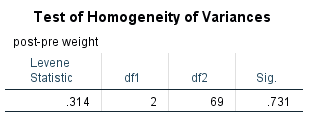 Test of Homogeneity of Variances
post-pre weight
Levene
Statistic df1 df2 Sig.
.314 2 69 .731